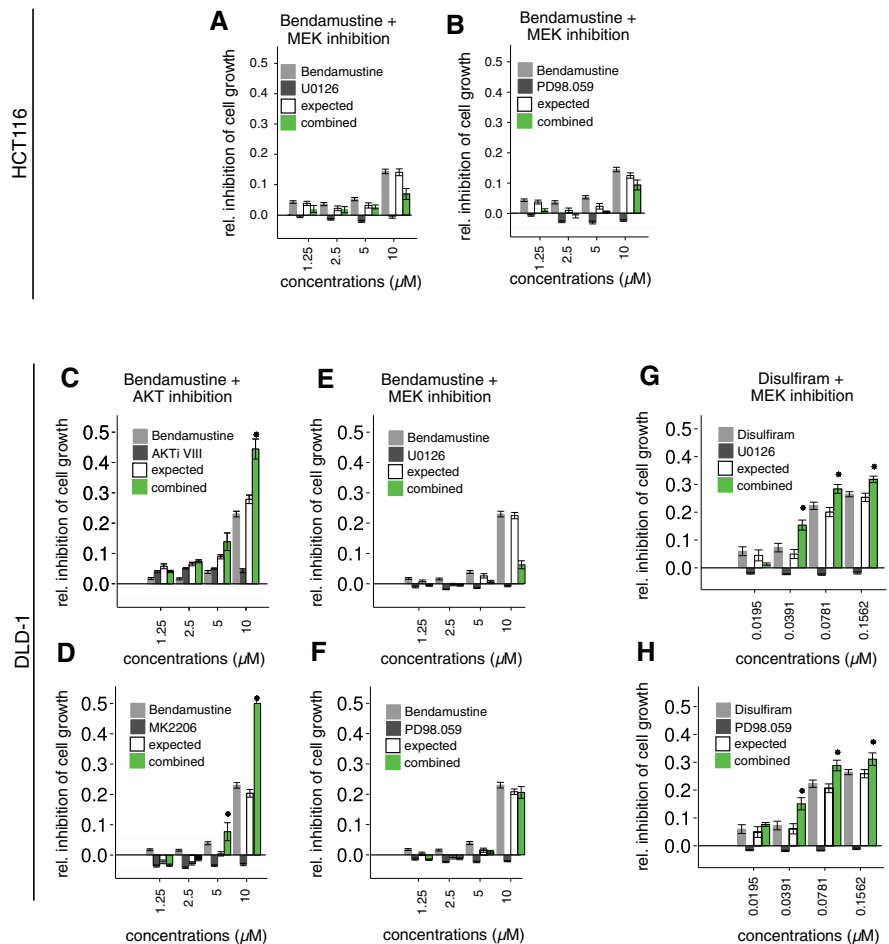 HCT116
A
Bendamustine +
MEK inhibition
rel. inhibition of cell growth
0.5
0.4
0.3
0.2
0.1
0.0
Bendamustine
U0126
expected
combined
1.25
2.5
5
10
concentrations (µM)
B
Bendamustine +
MEK inhibition
rel. inhibition of cell growth
0.5
0.4
0.3
0.2
0.1
0.0
Bendamustine
PD98.059
expected
combined
1.25
2.5
5
10
concentrations (µM)
DLD-1
C
Bendamustine +
AKT inhibition
rel. inhibition of cell growth
0.5
0.4
0.3
0.2
0.1
0.0
Bendamustine
AKTi VIII
expected
combined
*
1.25
2.5
5
10
concentrations (µM)
E
Bendamustine +
MEK inhibition
rel. inhibition of cell growth
0.5
0.4
0.3
0.2
0.1
0.0
Bendamustine
U0126
expected
combined
1.25
2.5
5
10
concentrations (µM)
G
Disulfiram +
MEK inhibition
rel. inhibition of cell growth
0.5
0.4
0.3
0.2
0.1
0.0
Disulfiram
U0126
expected
combined
* * *
0.0195
0.0391
0.0781
0.1562
concentrations (µM)
D
rel. inhibition of cell growth
0.5
0.4
0.3
0.2
0.1
0.0
Bendamustine
MK2206
expected
combined
* *
1.25
2.5
5
10
concentrations (µM)
F
rel. inhibition of cell growth
0.5
0.4
0.3
0.2
0.1
0.0
Bendamustine
PD98.059
expected
combined
1.25
2.5
5
10
concentrations (µM)
H
rel. inhibition of cell growth
0.5
0.4
0.3
0.2
0.1
0.0
Disulfiram
PD98.059
expected
combined
* * *
0.0195
0.0391
0.0781
0.1562
concentrations (µM)